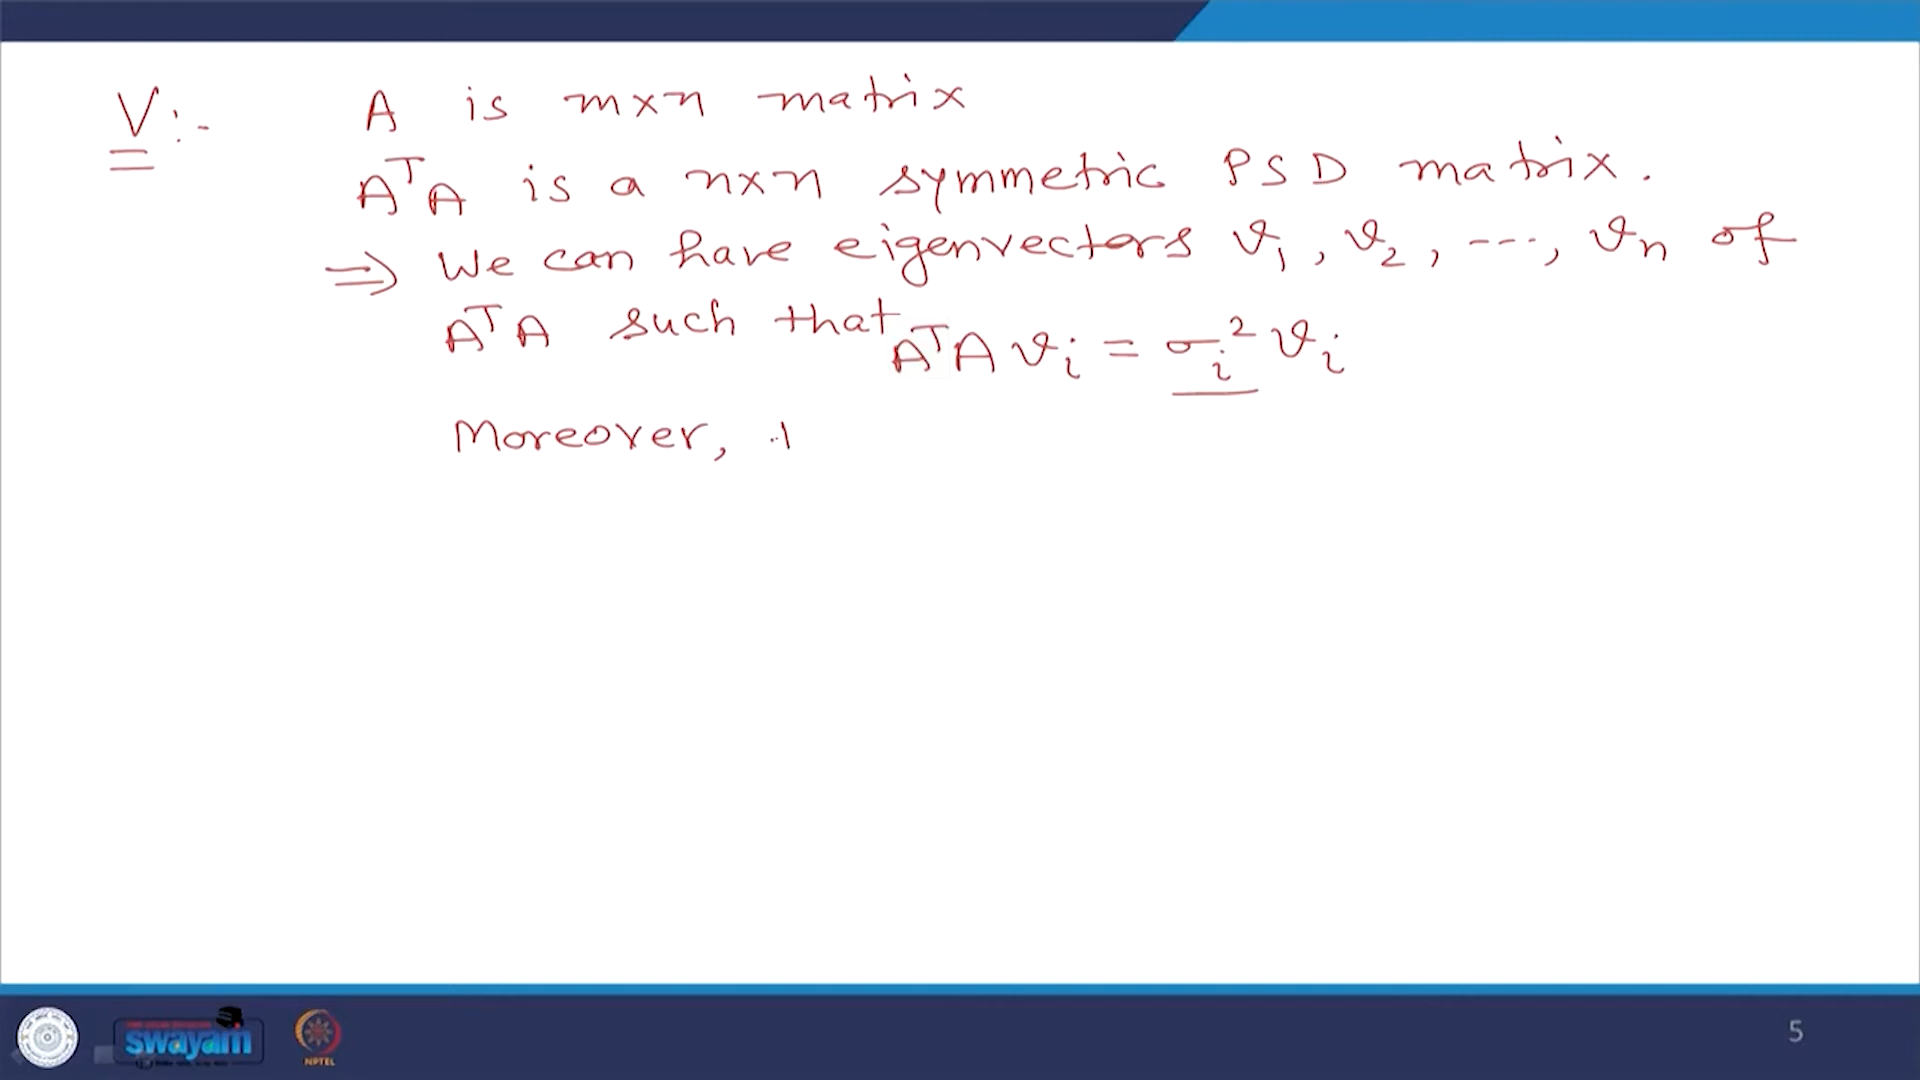 V:-
A is m×n matrix
AᵀA is a n×n symmetric PSD matrix.
⇒ We can have eigenvectors v₁, v₂, ---, vₙ of
AᵀA such that AᵀA vᵢ = σᵢ² vᵢ
Moreover,
swayam
NPTEL
5